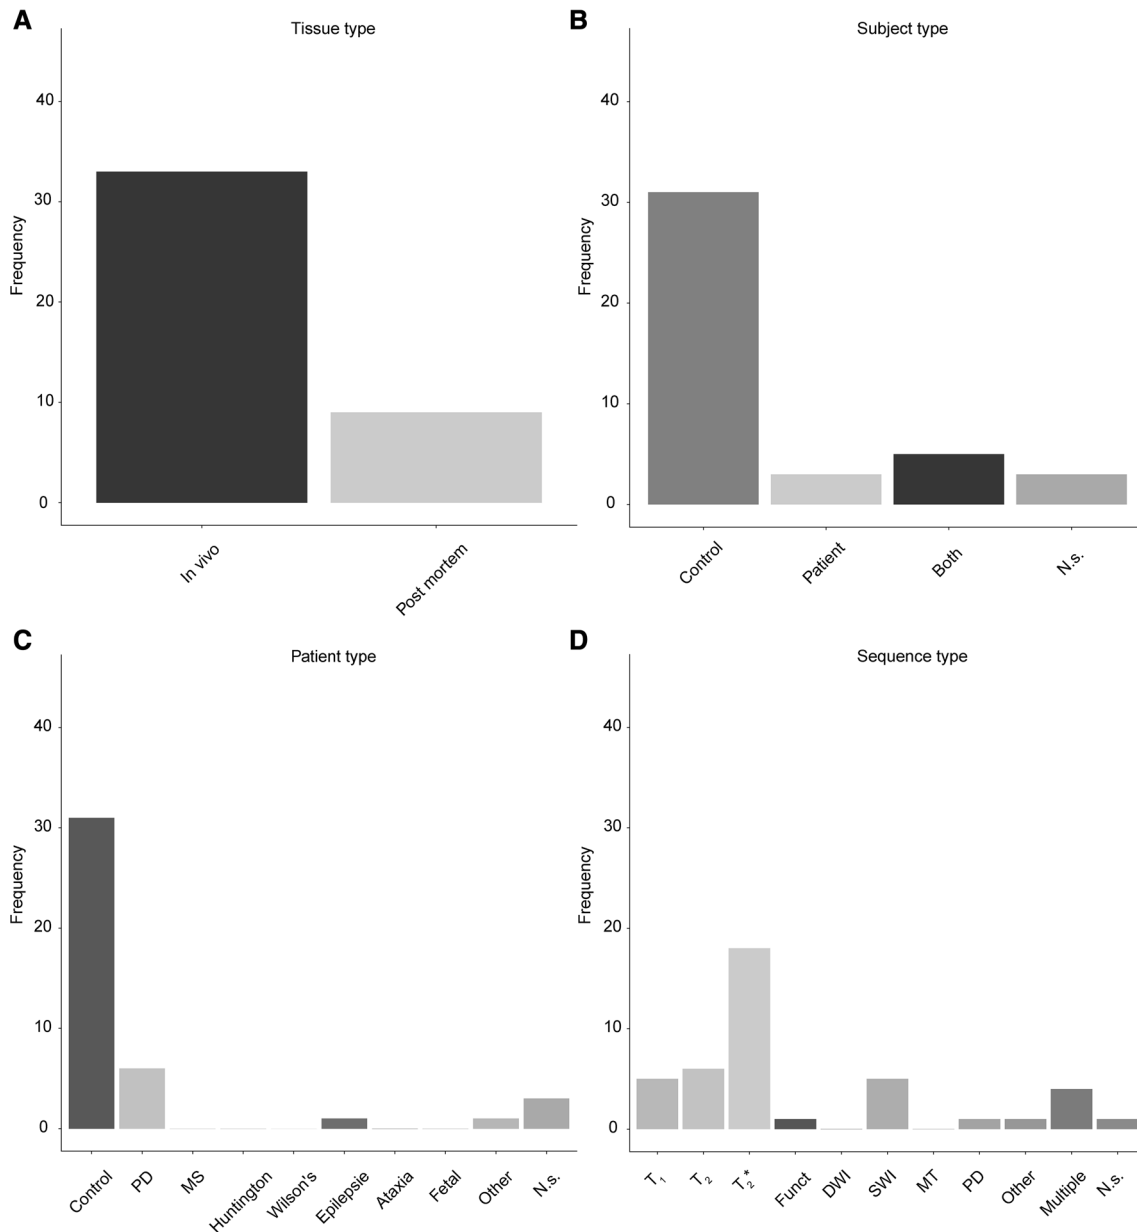 A
Tissue type
Frequency
40
30
20
10
0
In vivo
Post mortem
B
Subject type
Frequency
40
30
20
10
0
Control
Patient
Both
N.s.
C
Patient type
Frequency
40
30
20
10
0
Control
PD
MS
Huntington
Wilson's
Epilepsie
Ataxia
Fetal
Other
N.s.
D
Sequence type
Frequency
40
30
20
10
0
T₁
T₂
T₂*
Funct
DWI
SWI
MT
PD
Other
Multiple
N.s.